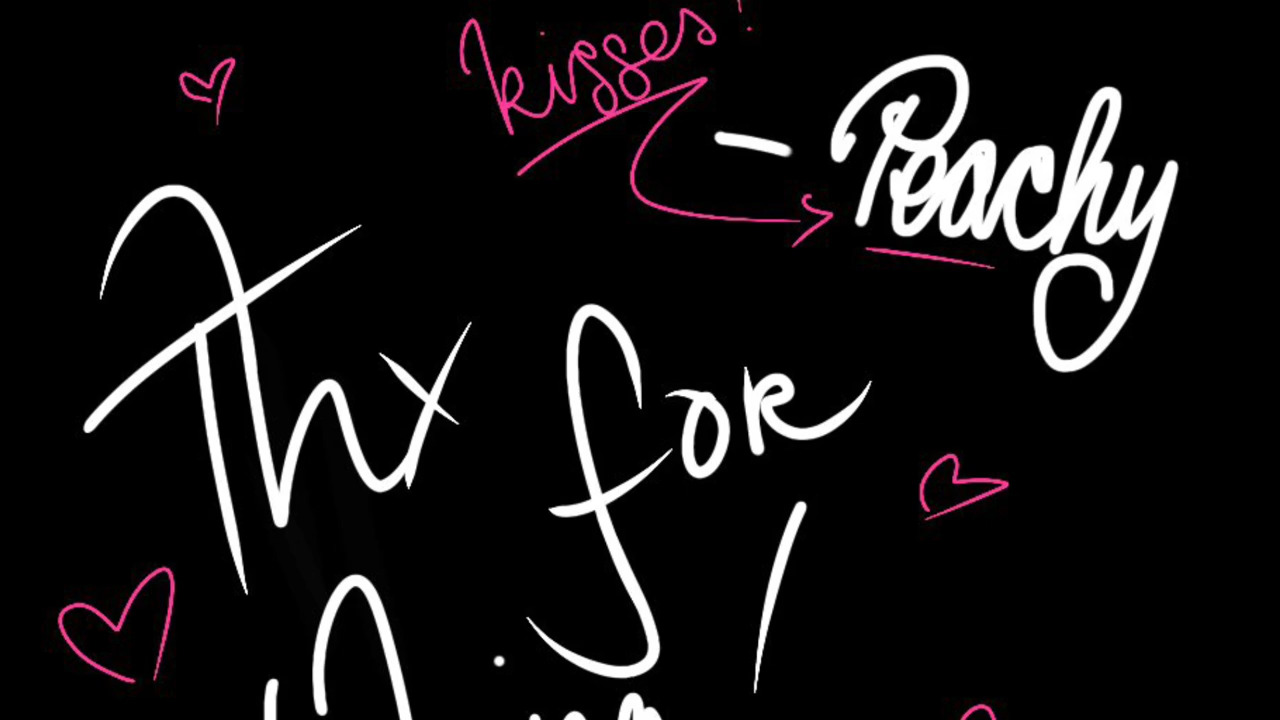 kisses!
- Peachy
Thx for